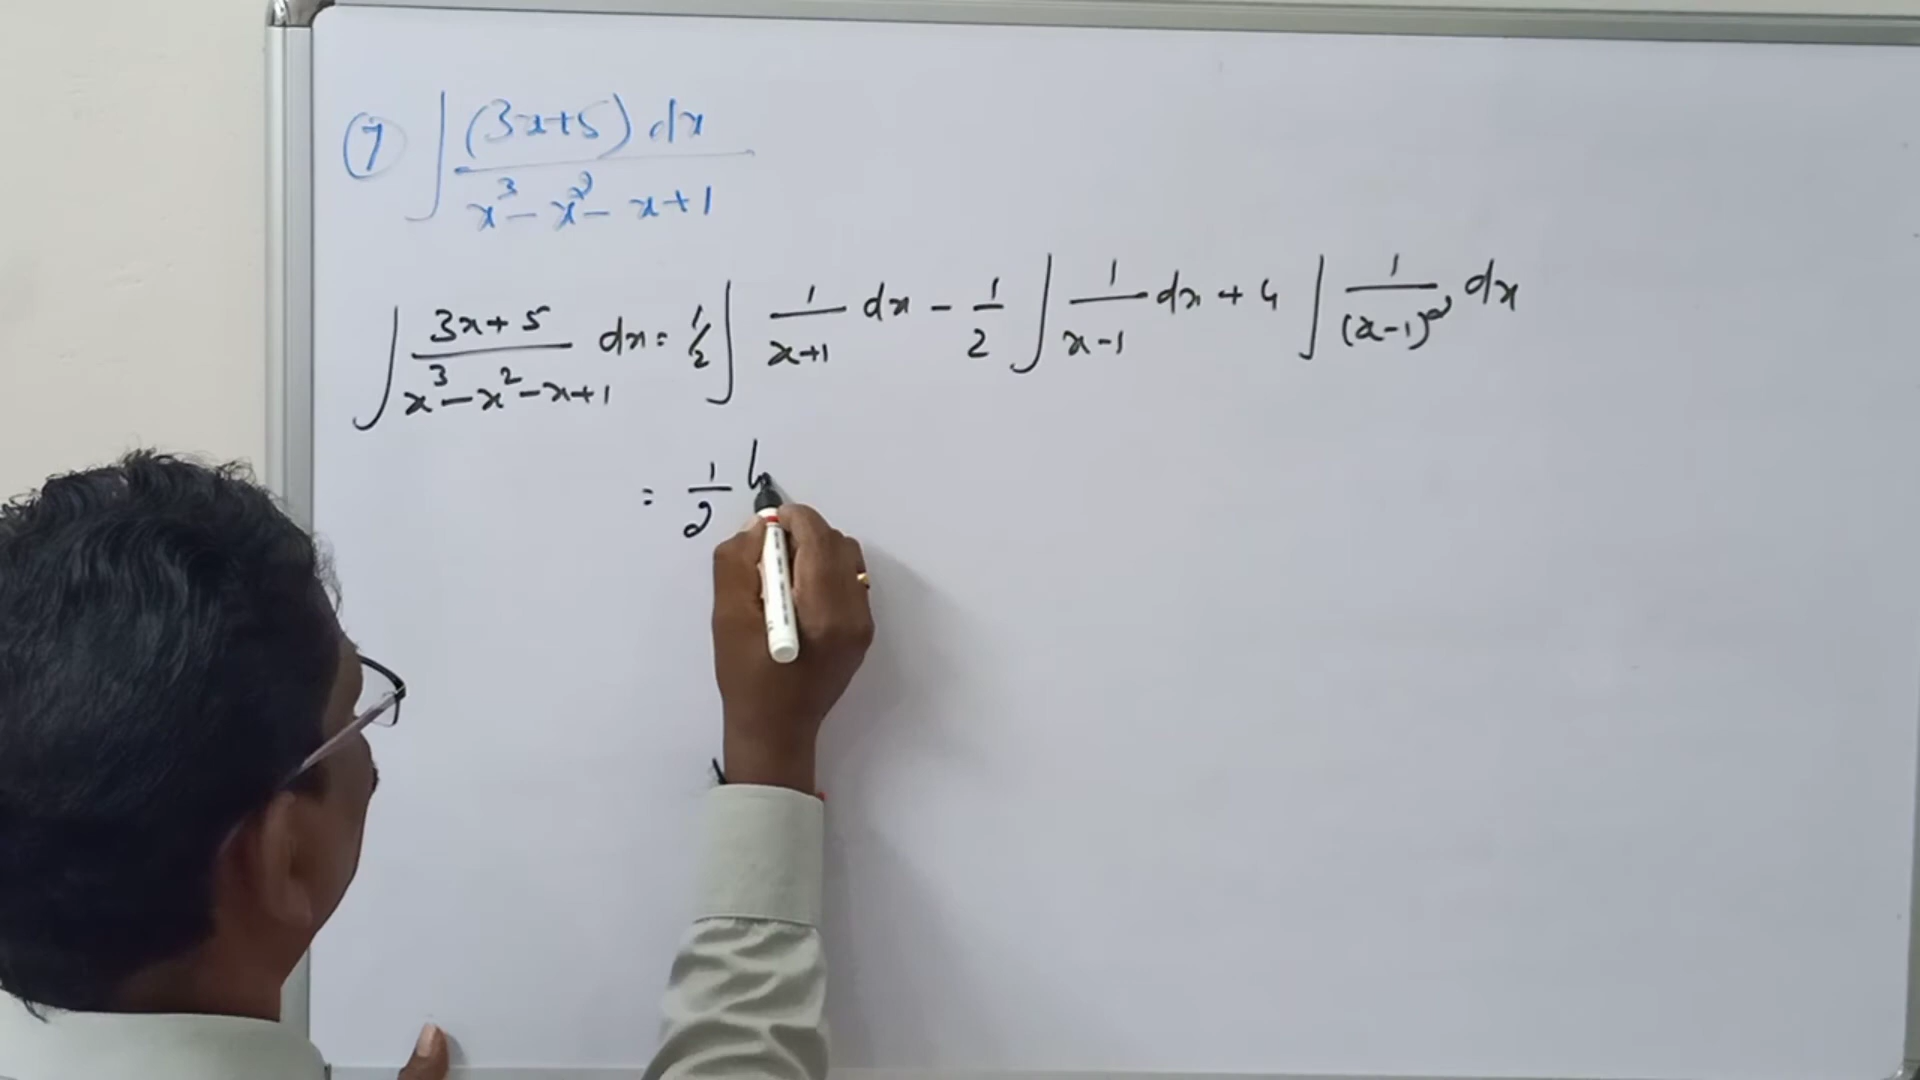 ⑦ ∫ (3x+5) dx / x³ - x² - x + 1
∫ 3x+5 / x³ - x² - x + 1 dx = 1/2 ∫ 1/x+1 dx - 1/2 ∫ 1/x-1 dx + 4 ∫ 1/(x-1)² dx
= 1/2